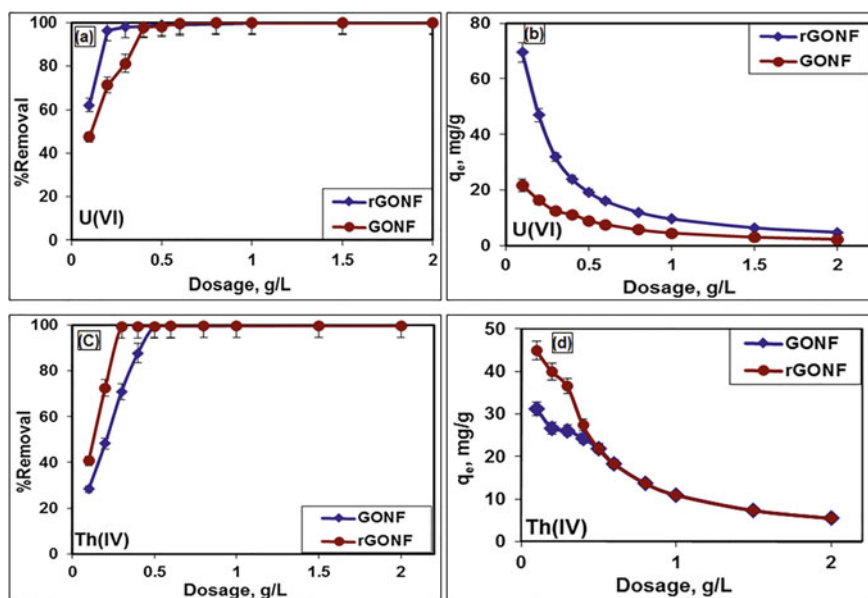 (a)
%Removal
100
80
60
40
20
0
rGONF
GONF
U(VI)
0
0.5
1
1.5
2
Dosage, g/L
(b)
qe, mg/g
80
60
40
20
0
rGONF
GONF
U(VI)
0
0.5
1
1.5
2
Dosage, g/L
(C)
%Removal
100
80
60
40
20
0
GONF
rGONF
Th(IV)
0
0.5
1
1.5
2
Dosage, g/L
(d)
qe, mg/g
50
40
30
20
10
0
GONF
rGONF
Th(IV)
0
1
2
Dosage, g/L